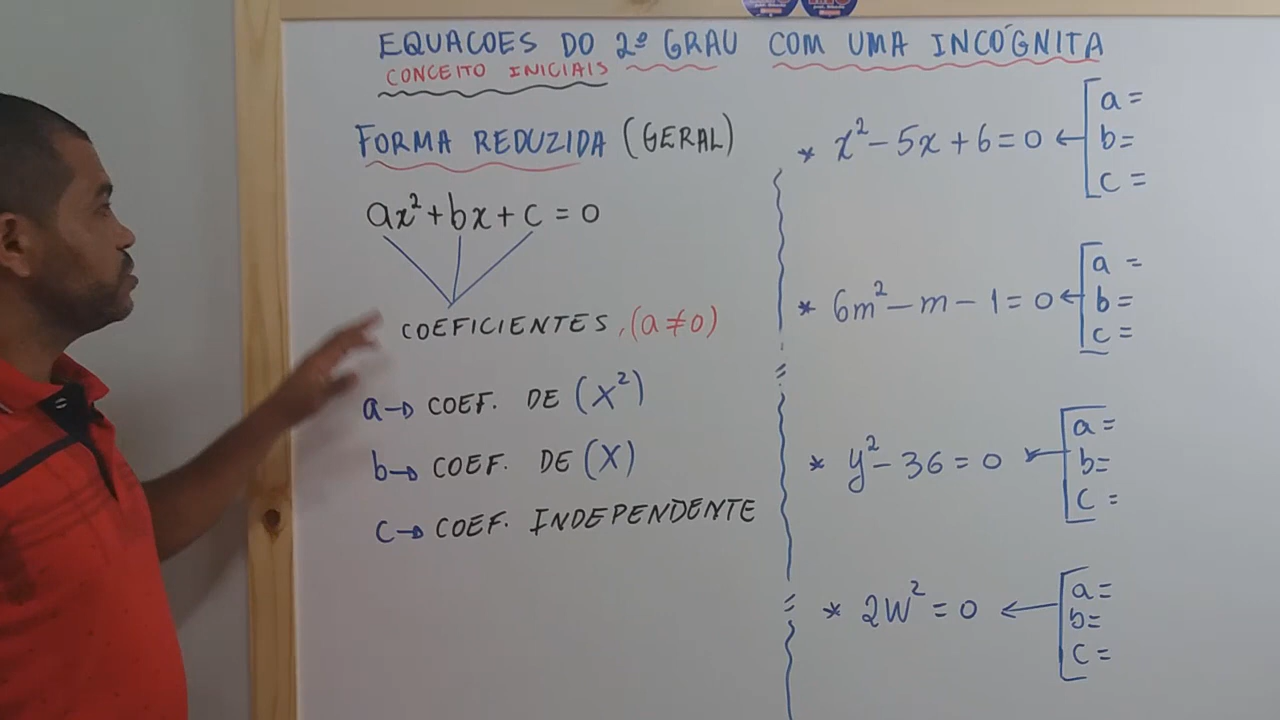 EQUACOES DO 2º GRAU COM UMA INCÓGNITA
CONCEITO INICIAIS
FORMA REDUZIDA (GERAL)
ax²+bx+c=0
COEFICIENTES, (a≠0)
a→ COEF. DE (X²)
b→ COEF. DE (X)
c→ COEF. INDEPENDENTE
* x²-5x+6=0 ← [a=
b=
c=
* 6m²-m-1=0 ← [a =
b=
c=
* y²-36=0 ← [a=
b=
c=
* 2w²=0 ← [a=
b=
c=